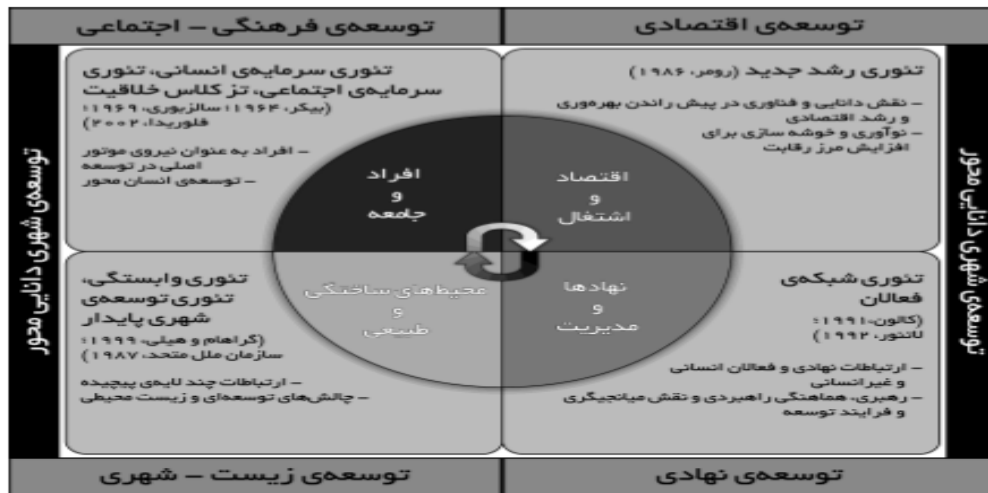 توسعه‌ی اقتصادی
توسعه‌ی فرهنگی - اجتماعی
توسعه‌ی شهری دانایی محور
تئوری رشد جدید (رومر، ۱۹۸۶)
- نقش دانایی و فناوری در پیش راندن بهره‌وری
و رشد اقتصادی
- نوآوری و خوشه سازی برای
افزایش مرز رقابت
اقتصاد
و
اشتغال
تئوری سرمایه‌ی انسانی، تئوری
سرمایه‌ی اجتماعی، تز کلاس خلاقیت
(بیکر، ۱۹۶۴؛ سالزبوری، ۱۹۶۹؛
فلوریدا، ۲۰۰۲)
- افراد به عنوان نیروی موتور
اصلی در توسعه
- توسعه‌ی انسان محور
افراد
و
جامعه
تئوری شبکه‌ی
فعالان
(کالون، ۱۹۹۱؛
لاتور، ۱۹۹۲)
- ارتباطات نهادی و فعالان انسانی
و غیرانسانی
- رهبری، هماهنگی راهبردی و نقش میانجیگری
و فرایند توسعه
نهادها
و
مدیریت
تئوری وابستگی،
تئوری توسعه‌ی
شهری پایدار
(گراهام و هیلی، ۱۹۹۹؛
سازمان ملل متحد، ۱۹۸۷)
- ارتباطات چند لایه‌ی پیچیده
- چالش‌های توسعه‌ای و زیست محیطی
محیط‌های ساختگی
و
طبیعی
توسعه‌ی شهری دانایی محور
توسعه‌ی نهادی
توسعه‌ی زیست - شهری